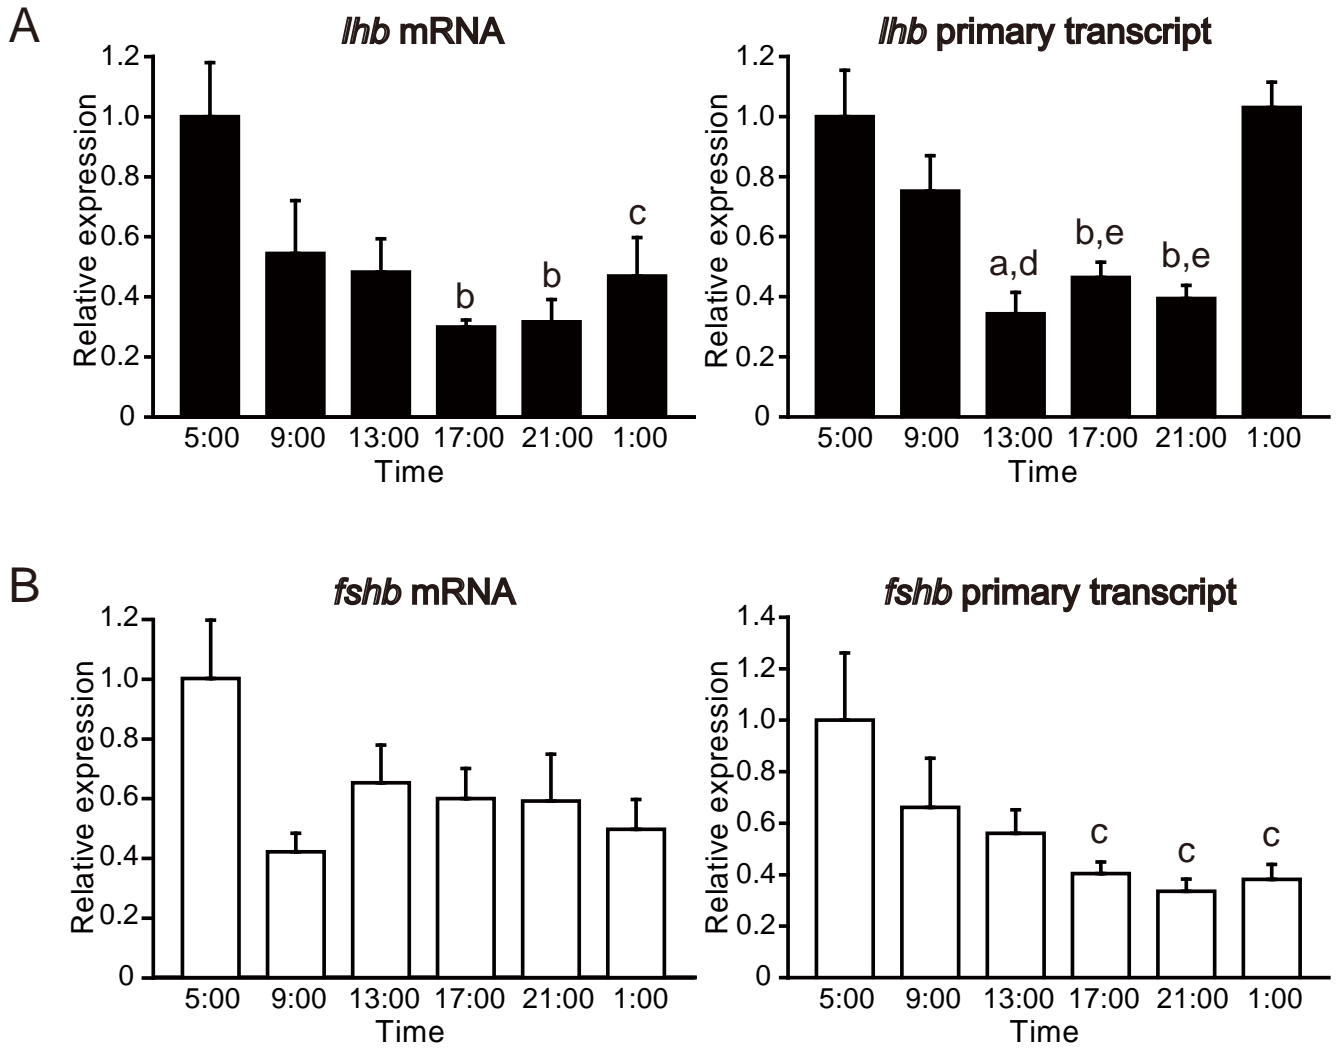 A
lhb mRNA
Relative expression
1.2
1.0
0.8
0.6
0.4
0.2
0
b
b
c
5:00 9:00 13:00 17:00 21:00 1:00
Time
lhb primary transcript
Relative expression
1.2
1.0
0.8
0.6
0.4
0.2
0
a,d
b,e
b,e
5:00 9:00 13:00 17:00 21:00 1:00
Time
B
fshb mRNA
Relative expression
1.2
1.0
0.8
0.6
0.4
0.2
0
5:00 9:00 13:00 17:00 21:00 1:00
Time
fshb primary transcript
Relative expression
1.4
1.2
1.0
0.8
0.6
0.4
0.2
0
c
c
c
5:00 9:00 13:00 17:00 21:00 1:00
Time